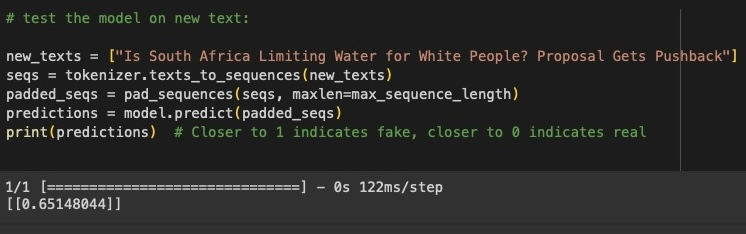 # test the model on new text:
new_texts = ["Is South Africa Limiting Water for White People? Proposal Gets Pushback"]
seqs = tokenizer.texts_to_sequences(new_texts)
padded_seqs = pad_sequences(seqs, maxlen=max_sequence_length)
predictions = model.predict(padded_seqs)
print(predictions)  # Closer to 1 indicates fake, closer to 0 indicates real
1/1 [==============================] - 0s 122ms/step
[[0.65148044]]